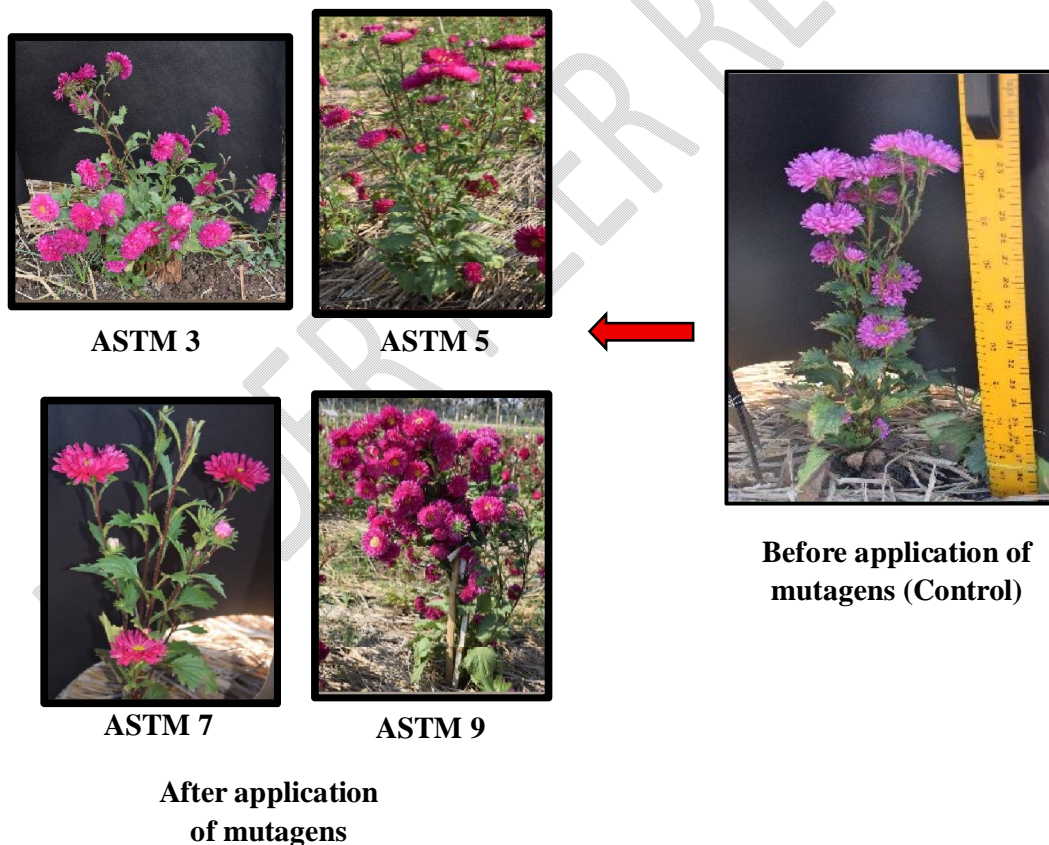 ASTM 3
ASTM 5
ASTM 7
ASTM 9
After application
of mutagens
Before application of
mutagens (Control)